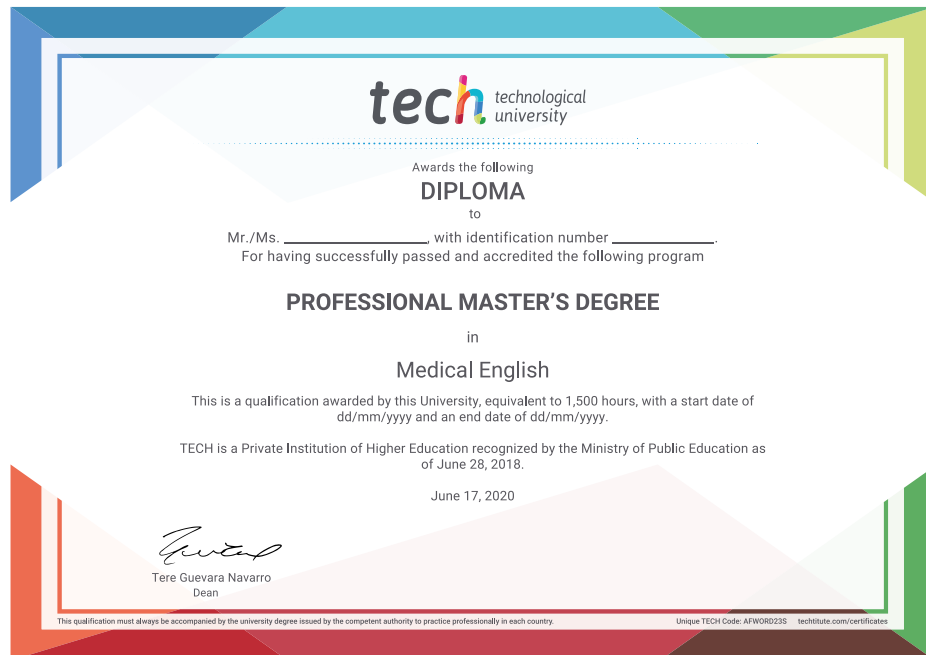 tech technological
university
Awards the following
DIPLOMA
to
Mr./Ms. ____________________, with identification number ______________.
For having successfully passed and accredited the following program
PROFESSIONAL MASTER'S DEGREE
in
Medical English
This is a qualification awarded by this University, equivalent to 1,500 hours, with a start date of
dd/mm/yyyy and an end date of dd/mm/yyyy.
TECH is a Private Institution of Higher Education recognized by the Ministry of Public Education as
of June 28, 2018.
June 17, 2020
Tere Guevara Navarro
Dean
This qualification must always be accompanied by the university degree issued by the competent authority to practice professionally in each country. Unique TECH Code: AFWORD23S techtitute.com/certificates